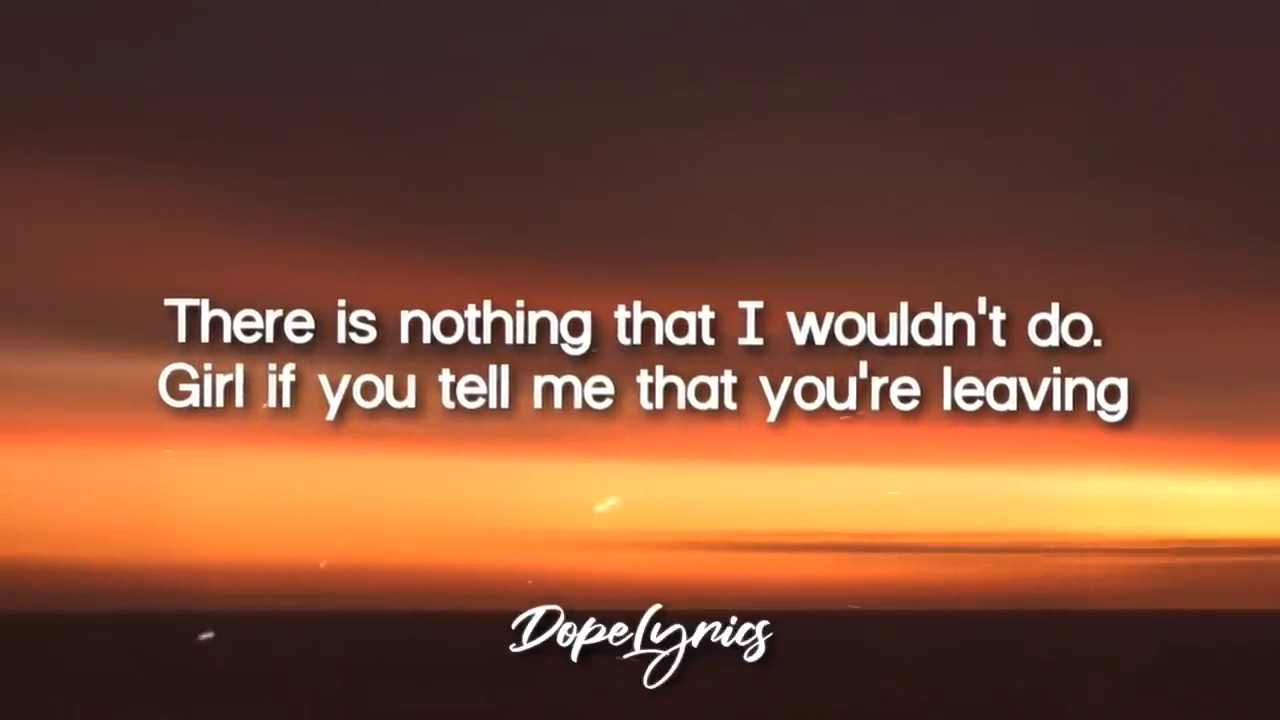 There is nothing that I wouldn't do.
Girl if you tell me that you're leaving
DopeLyrics